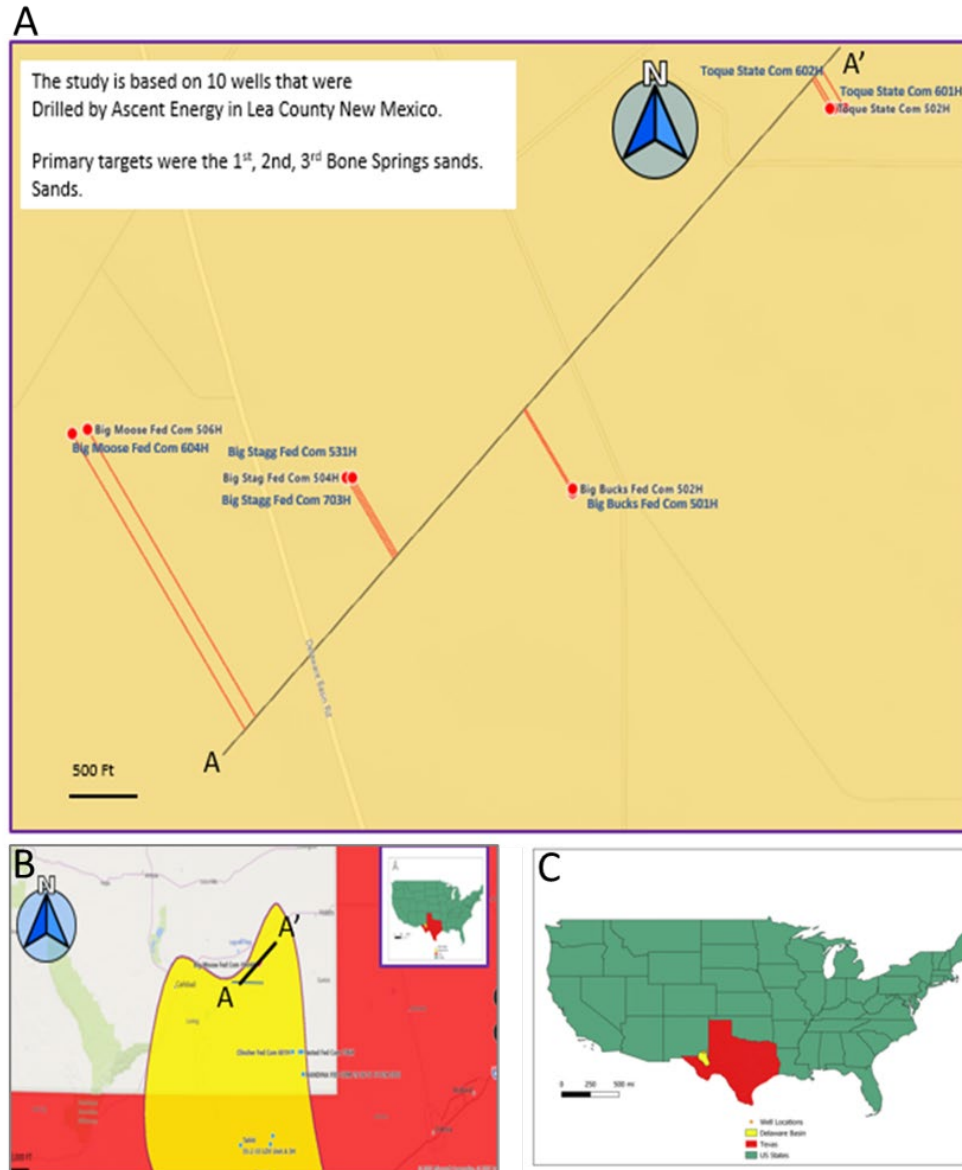 A
The study is based on 10 wells that were
Drilled by Ascent Energy in Lea County New Mexico.
Primary targets were the 1st, 2nd, 3rd Bone Springs sands.
Sands.
N
Toque State Com 602H
A'
Toque State Com 601H
Toque State Com 502H
Big Moose Fed Com 506H
Big Moose Fed Com 604H
Big Stagg Fed Com 531H
Big Stag Fed Com 504H
Big Stagg Fed Com 703H
Big Bucks Fed Com 502H
Big Bucks Fed Com 501H
Delaware Basin Rd
A
500 Ft
B
N
A'
A
Carlsbad
C
0 250 500 mi
Well Locations
Delaware Basin
Texas
US States